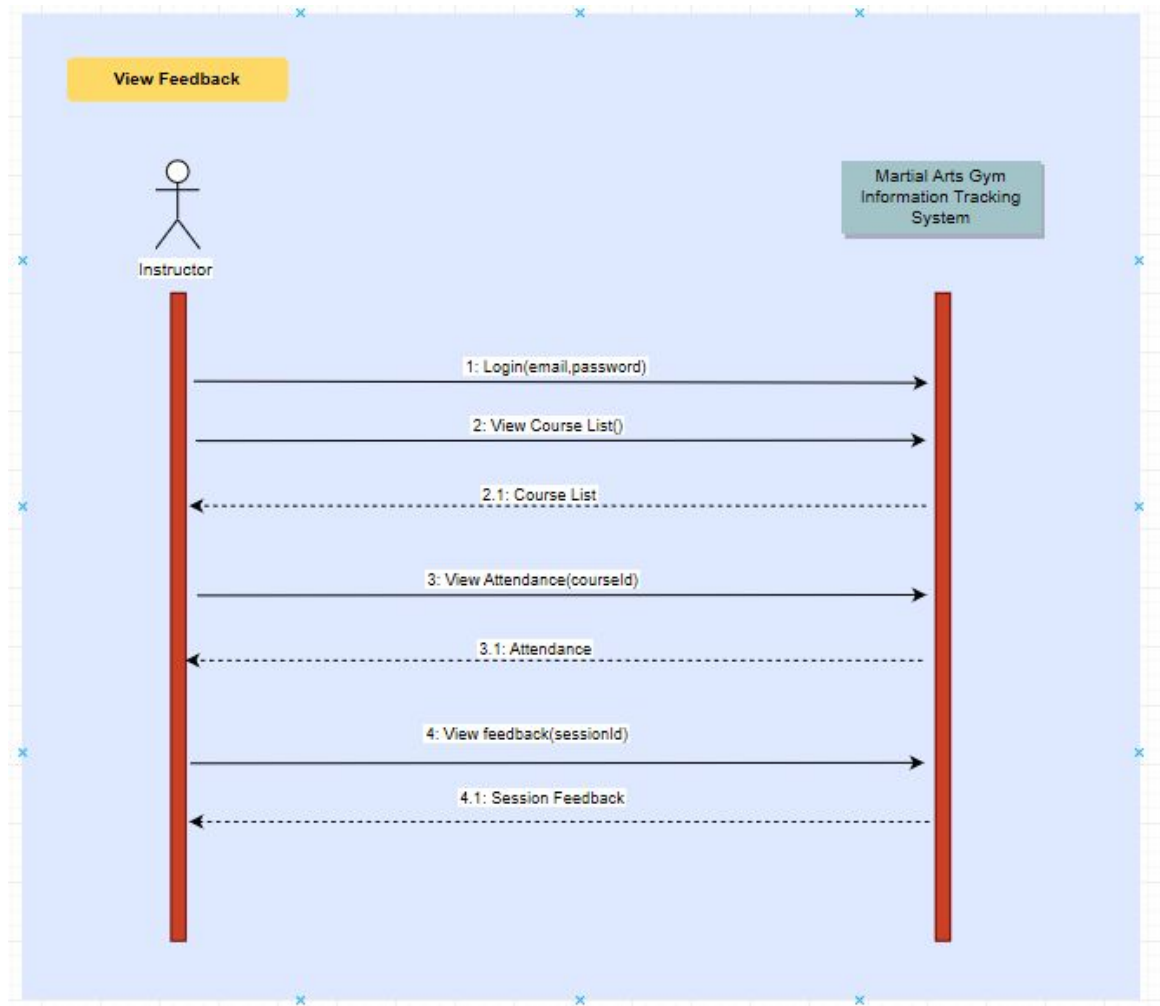 View Feedback
Martial Arts Gym
Information Tracking
System
Instructor
1: Login(email,password)
2: View Course List()
2.1: Course List
3: View Attendance(courseId)
3.1: Attendance
4: View feedback(sessionId)
4.1: Session Feedback